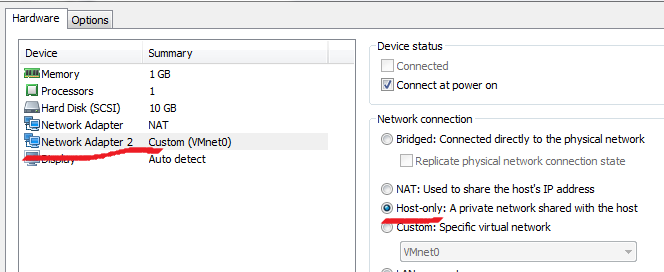 Hardware Options
Device Summary
Memory 1 GB
Processors 1
Hard Disk (SCSI) 10 GB
Network Adapter NAT
Network Adapter 2 Custom (VMnet0)
Display Auto detect
Device status
Connected
Connect at power on
Network connection
Bridged: Connected directly to the physical network
Replicate physical network connection state
NAT: Used to share the host's IP address
Host-only: A private network shared with the host
Custom: Specific virtual network
VMnet0